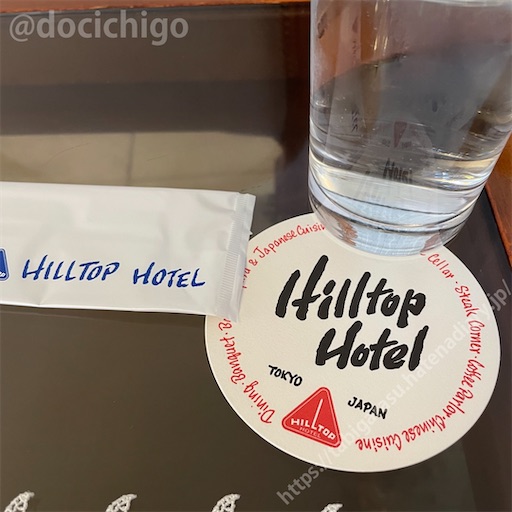 @docichigo
HILLTOP HOTEL
Hilltop
Hotel
TOKYO
JAPAN
HILLTOP
HOTEL
& Japanese Cuisine
Cellar · Steak Corner · Coffee Parlor · Chinese Cuisine
Dining · Banquet · B